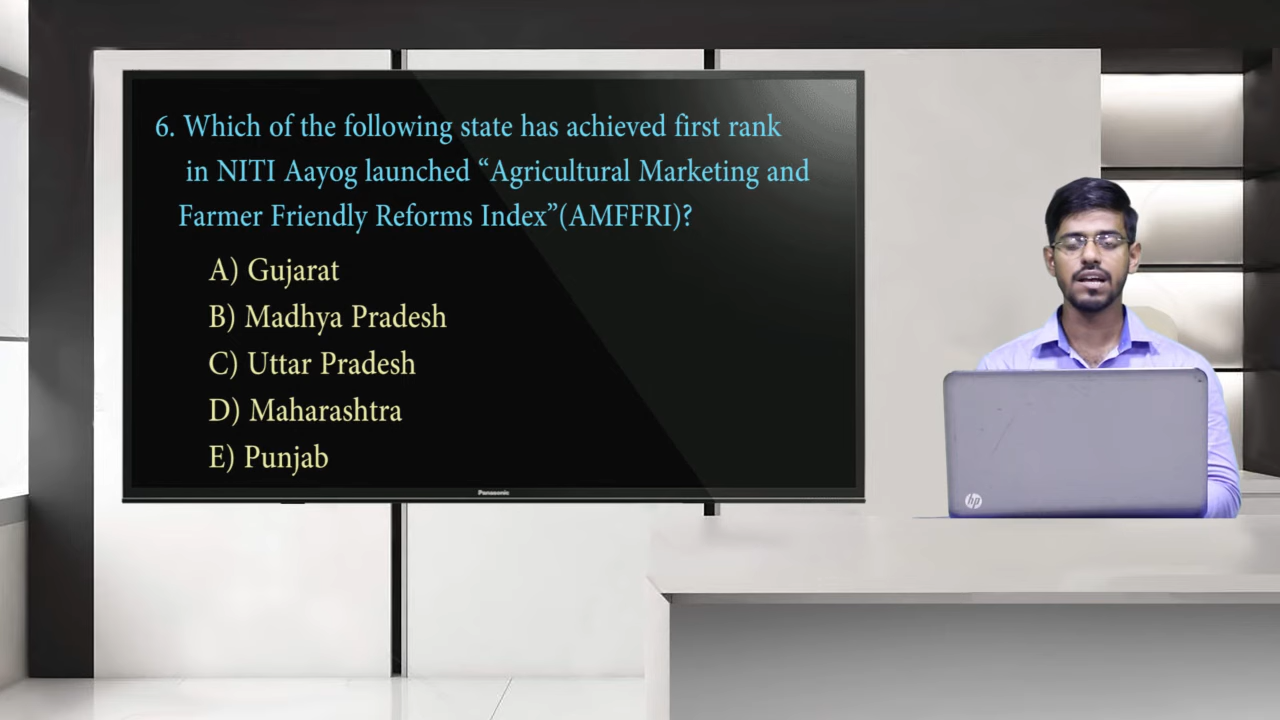 6. Which of the following state has achieved first rank
in NITI Aayog launched “Agricultural Marketing and
Farmer Friendly Reforms Index”(AMFFRI)?
A) Gujarat
B) Madhya Pradesh
C) Uttar Pradesh
D) Maharashtra
E) Punjab
Panasonic
hp